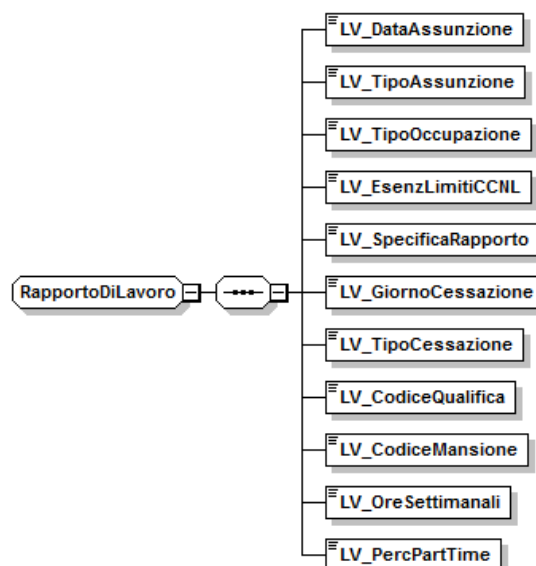 LV_DataAssunzione
LV_TipoAssunzione
LV_TipoOccupazione
LV_EsenzLimitiCCNL
LV_SpecificaRapporto
RapportoDiLavoro
LV_GiornoCessazione
LV_TipoCessazione
LV_CodiceQualifica
LV_CodiceMansione
LV_OreSettimanali
LV_PercPartTime